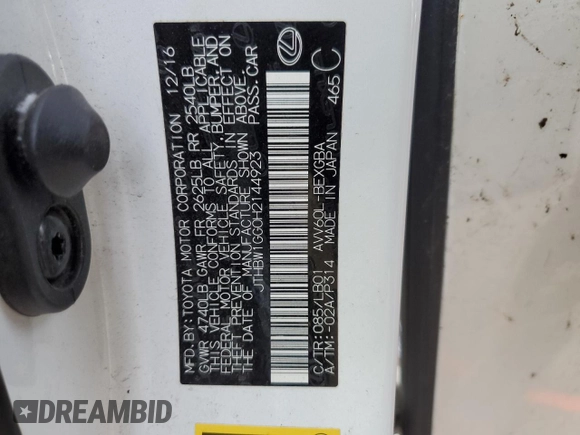 MFD.BY:TOYOTA MOTOR CORPORATION 12/16
GVWR 4740LB GAWR FR 2625LB RR 2540LB
THIS VEHICLE CONFORMS TO ALL APPLICABLE
FEDERAL MOTOR VEHICLE SAFETY, BUMPER, AND
THEFT PREVENTION STANDARDS IN EFFECT ON
THE DATE OF MANUFACTURE SHOWN ABOVE.
JTHBW1GG0H2144923 PASS.CAR
C/TR:085/LB01 AVV60L-BEXGBA
A/TM:-02A/P314 MADE IN JAPAN 465 C
DREAMBID